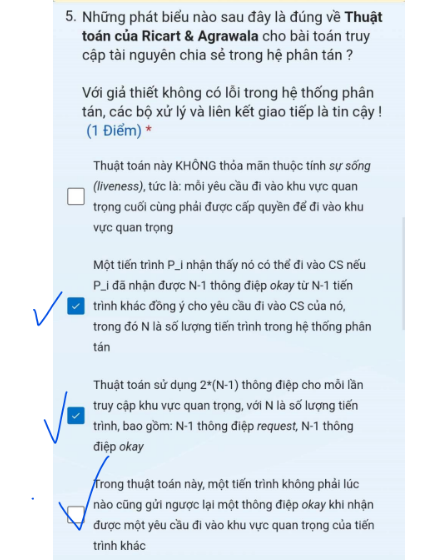 5. Những phát biểu nào sau đây là đúng về Thuật
toán của Ricart & Agrawala cho bài toán truy
cập tài nguyên chia sẻ trong hệ phân tán ?
Với giả thiết không có lỗi trong hệ thống phân
tán, các bộ xử lý và liên kết giao tiếp là tin cậy !
(1 Điểm) *
Thuật toán này KHÔNG thỏa mãn thuộc tính sự sống
(liveness), tức là: mỗi yêu cầu đi vào khu vực quan
trọng cuối cùng phải được cấp quyền để đi vào khu
vực quan trọng
Một tiến trình P_i nhận thấy nó có thể đi vào CS nếu
P_i đã nhận được N-1 thông điệp okay từ N-1 tiến
trình khác đồng ý cho yêu cầu đi vào CS của nó,
trong đó N là số lượng tiến trình trong hệ thống phân
tán
Thuật toán sử dụng 2*(N-1) thông điệp cho mỗi lần
truy cập khu vực quan trọng, với N là số lượng tiến
trình, bao gồm: N-1 thông điệp request, N-1 thông
điệp okay
Trong thuật toán này, một tiến trình không phải lúc
nào cũng gửi ngược lại một thông điệp okay khi nhận
được một yêu cầu đi vào khu vực quan trọng của tiến
trình khác